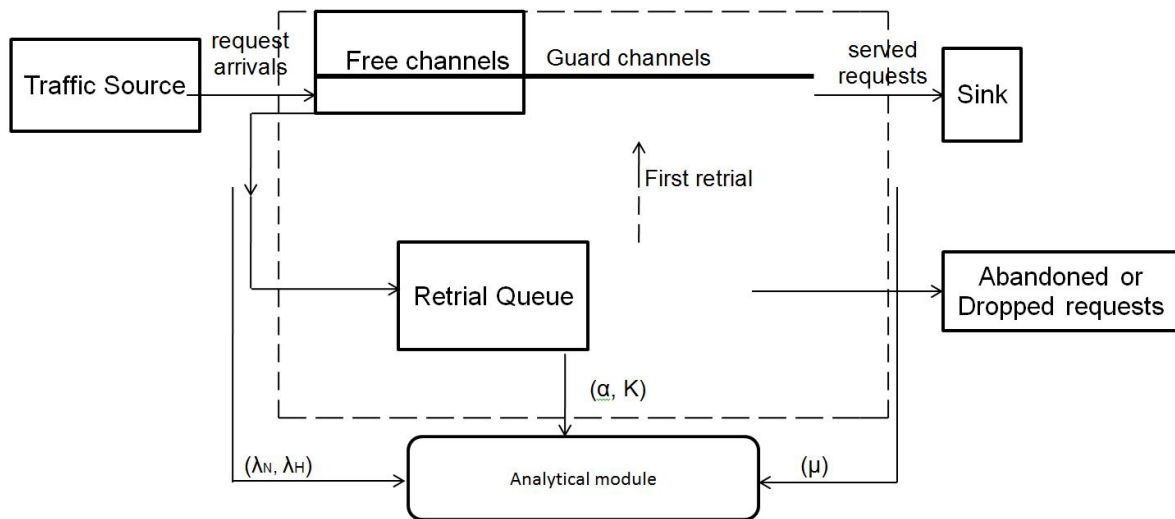 request
arrivals
Traffic Source
Free channels
Guard channels
served
requests
Sink
First retrial
Retrial Queue
Abandoned or
Dropped requests
(α, K)
(λN, λH)
Analytical module
(μ)